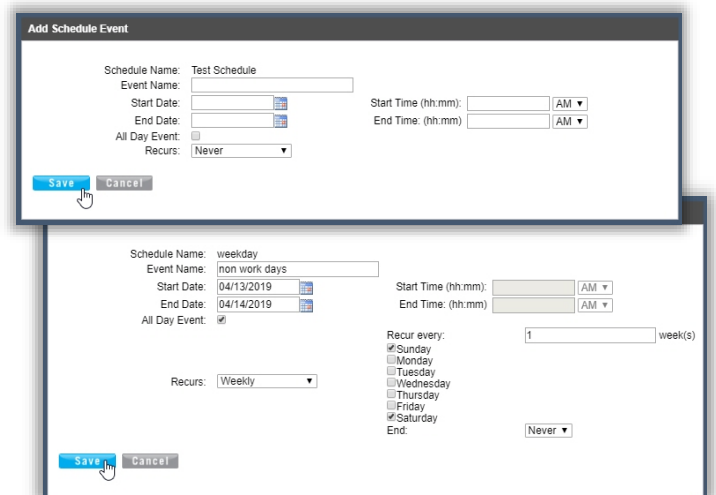 Add Schedule Event
Schedule Name: Test Schedule
Event Name:
Start Date: Start Time (hh:mm): AM
End Date: End Time: (hh:mm) AM
All Day Event:
Recurs: Never
Save Cancel
Schedule Name: weekday
Event Name: non work days
Start Date: 04/13/2019 Start Time (hh:mm): AM
End Date: 04/14/2019 End Time: (hh:mm) AM
All Day Event:
Recur every: 1 week(s)
Sunday
Monday
Tuesday
Recurs: Weekly Wednesday
Thursday
Friday
Saturday
End: Never
Save Cancel